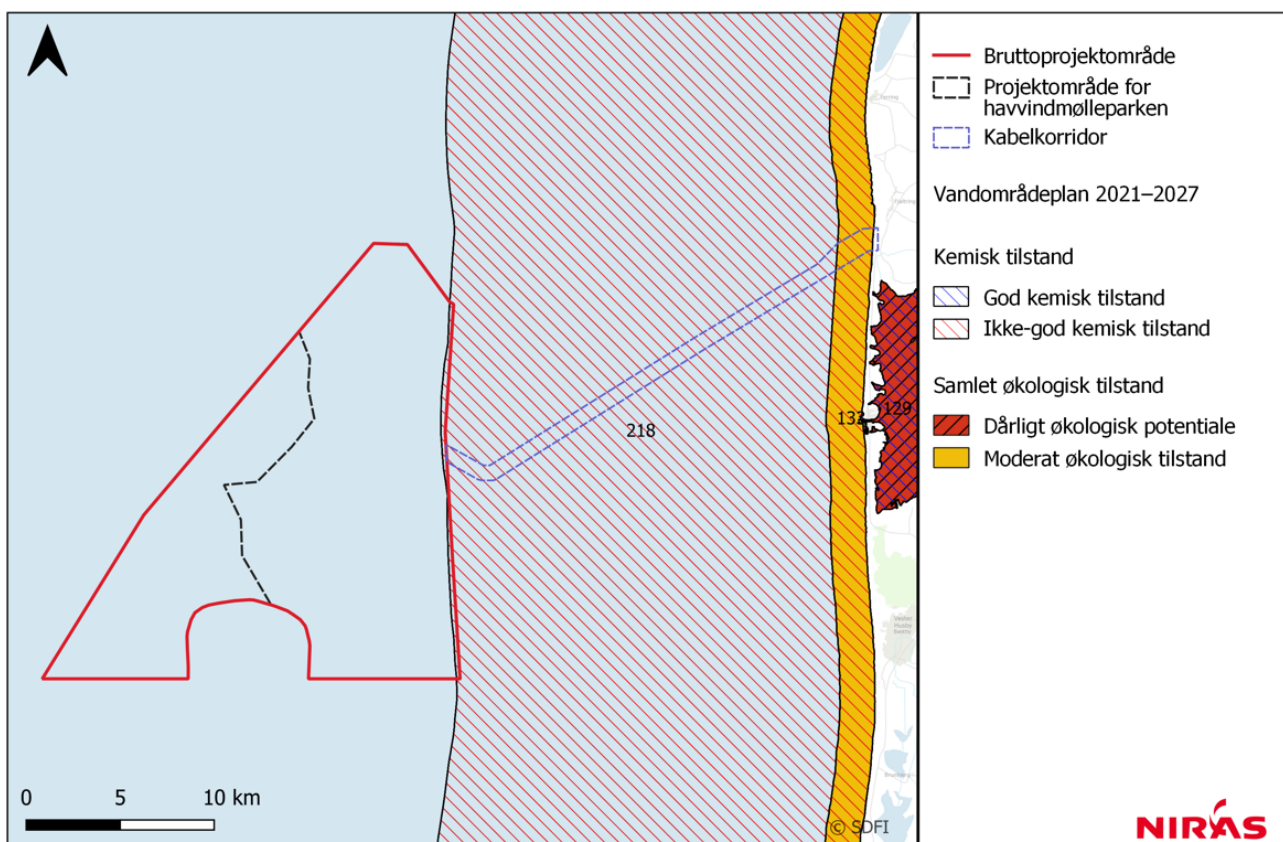 Bruttoprojektområde
Projektområde for
havvindmølleparken
Kabelkorridor
Vandområdeplan 2021–2027
Kemisk tilstand
God kemisk tilstand
Ikke-god kemisk tilstand
Samlet økologisk tilstand
Dårligt økologisk potentiale
Moderat økologisk tilstand
218
129
0 5 10 km
© SDFI
NIRAS